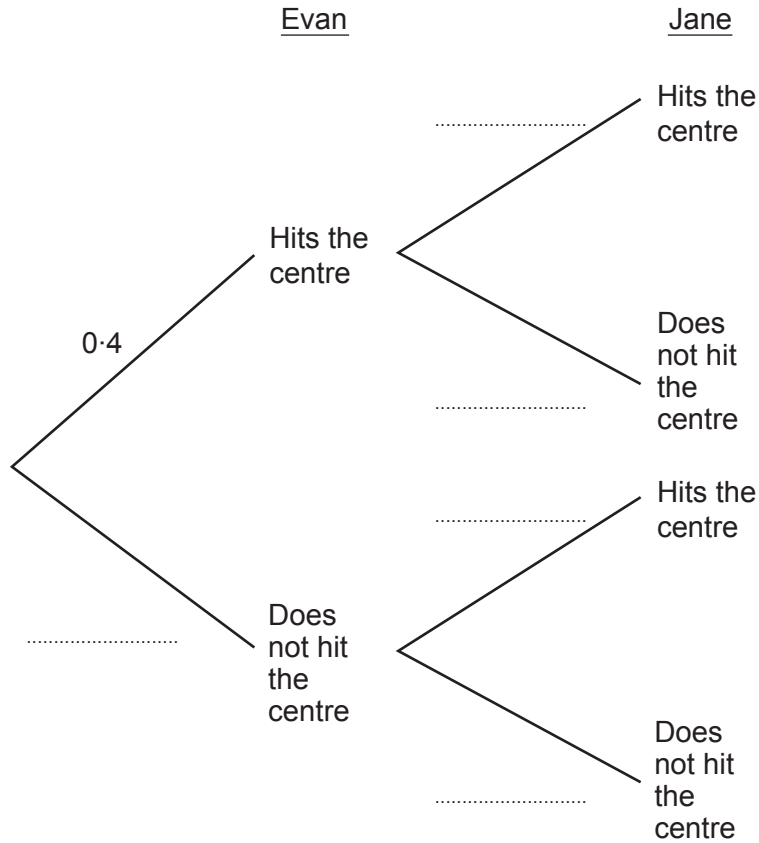 Evan
Jane
Hits the
centre
Hits the
centre
0·4
Does
not hit
the
centre
Hits the
centre
Does
not hit
the
centre
Does
not hit
the
centre